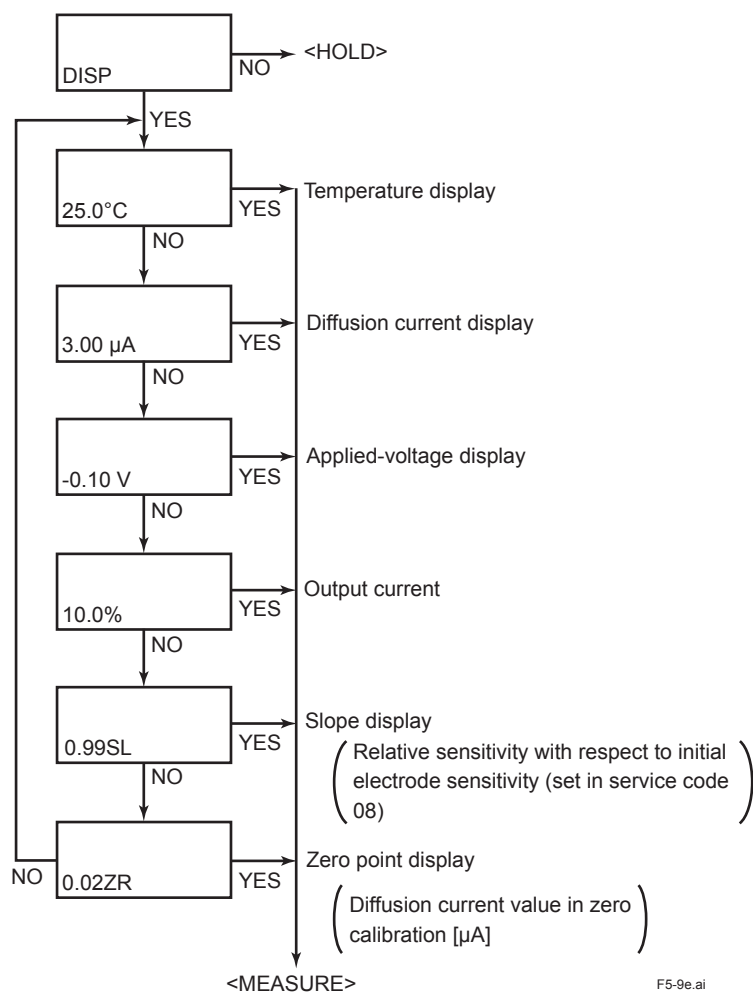 DISP
NO
<HOLD>
YES
25.0°C
YES
Temperature display
NO
3.00 µA
YES
Diffusion current display
NO
-0.10 V
YES
Applied-voltage display
NO
10.0%
YES
Output current
NO
0.99SL
YES
Slope display
(Relative sensitivity with respect to initial
electrode sensitivity (set in service code
08))
NO
NO
0.02ZR
YES
Zero point display
(Diffusion current value in zero
calibration [µA])
<MEASURE>
F5-9e.ai